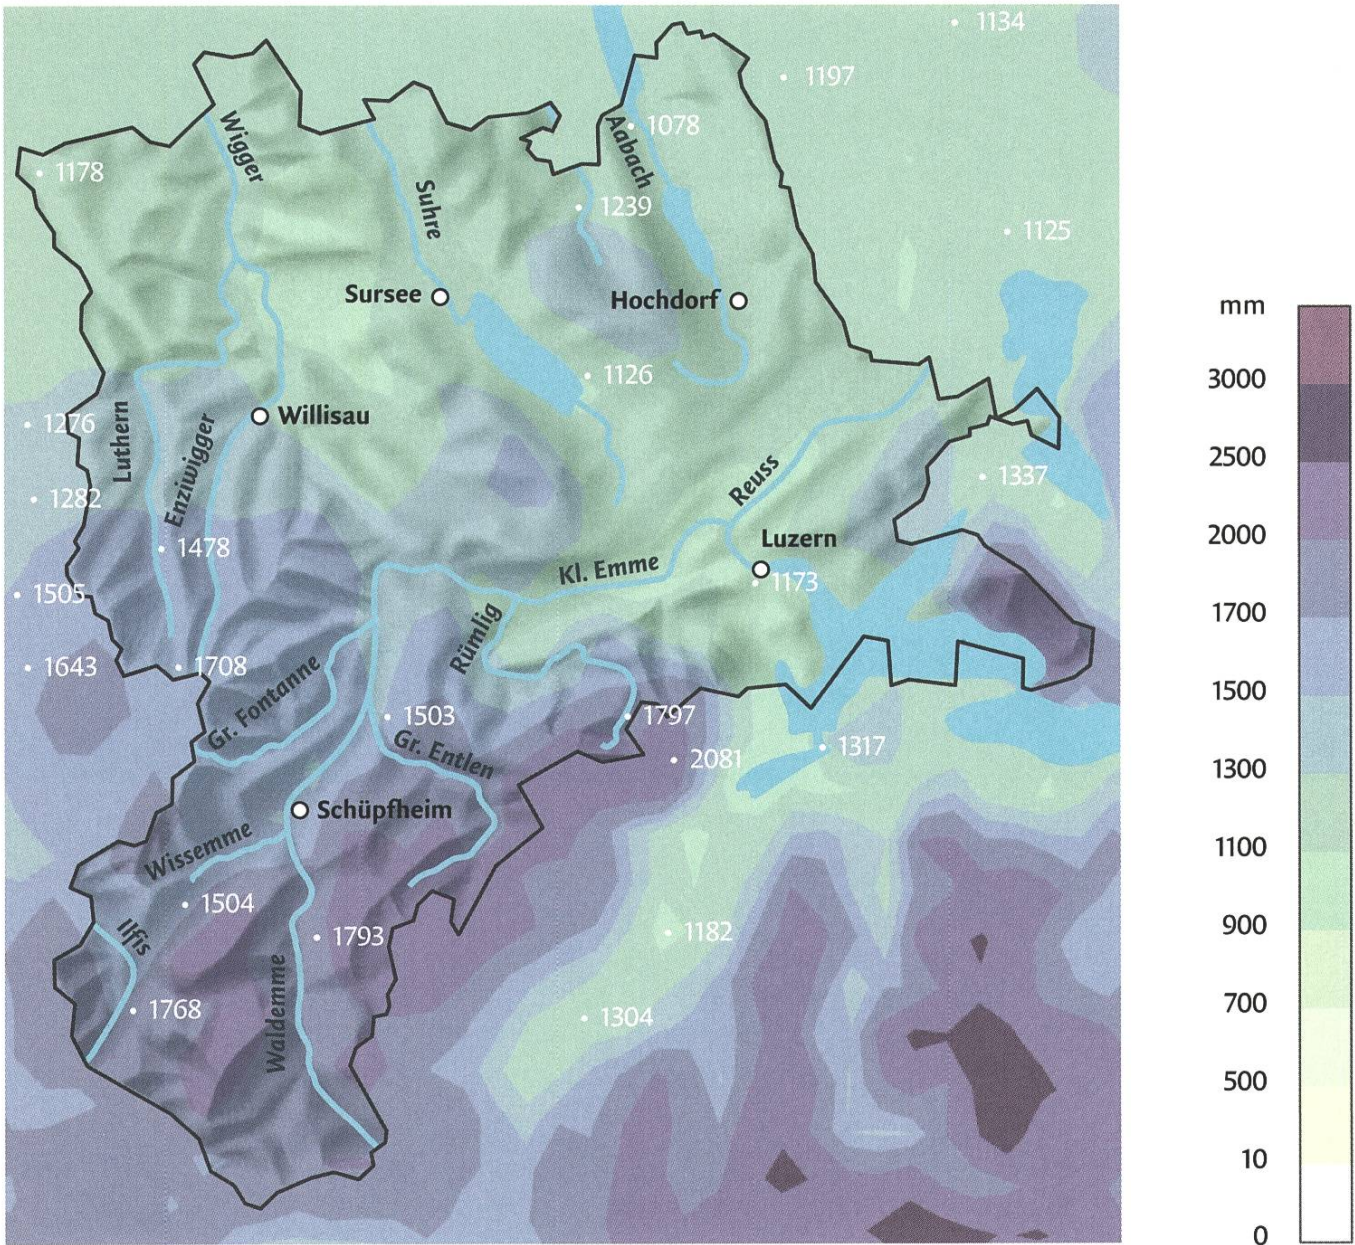 1134
1197
1078
Wigger
Aabach
1178
Suhre
1239
1125
Sursee
Hochdorf
mm
1126
3000
1276
Luthern
Willisau
Enziwigger
2500
1282
Reuss
1337
2000
1478
Luzern
Kl. Emme
1173
1505
1700
Rümlig
1643
1708
1500
Gr. Fontanne
1503
1797
Gr. Entlen
2081
1317
1300
Schüpfheim
Wissemme
1100
1504
Ilfis
1793
1182
900
1768
Waldemme
1304
700
500
10
0